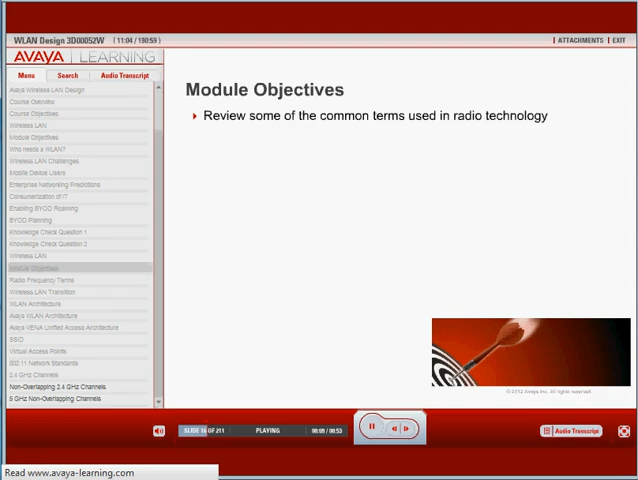 WLAN Design 3D00052W (11:04 / 190:59)
ATTACHMENTS EXIT
AVAYA LEARNING
Menu Search Audio Transcript
Avaya Wireless LAN Design
Course Overview
Course Objectives
Wireless LAN
Module Objectives
Who needs a WLAN?
Wireless LAN Challenges
Mobile Device Users
Enterprise Networking Predictions
Consumerization of IT
Enabling BYOD Roaming
BYOD Planning
Knowledge Check Question 1
Knowledge Check Question 2
Wireless LAN
Module Objectives
Radio Frequency Terms
Wireless LAN Transition
WLAN Architecture
Avaya WLAN Architecture
Avaya VENA Unified Access Architecture
SSID
Virtual Access Points
802.11 Network Standards
2.4 GHz Channels
Non-Overlapping 2.4 GHz Channels
5 GHz Non-Overlapping Channels
Module Objectives
Review some of the common terms used in radio technology
© 2012 Avaya Inc. All rights reserved.
SLIDE 16 OF 211 PLAYING 00:09 / 00:53
Audio Transcript
Read www.avaya-learning.com